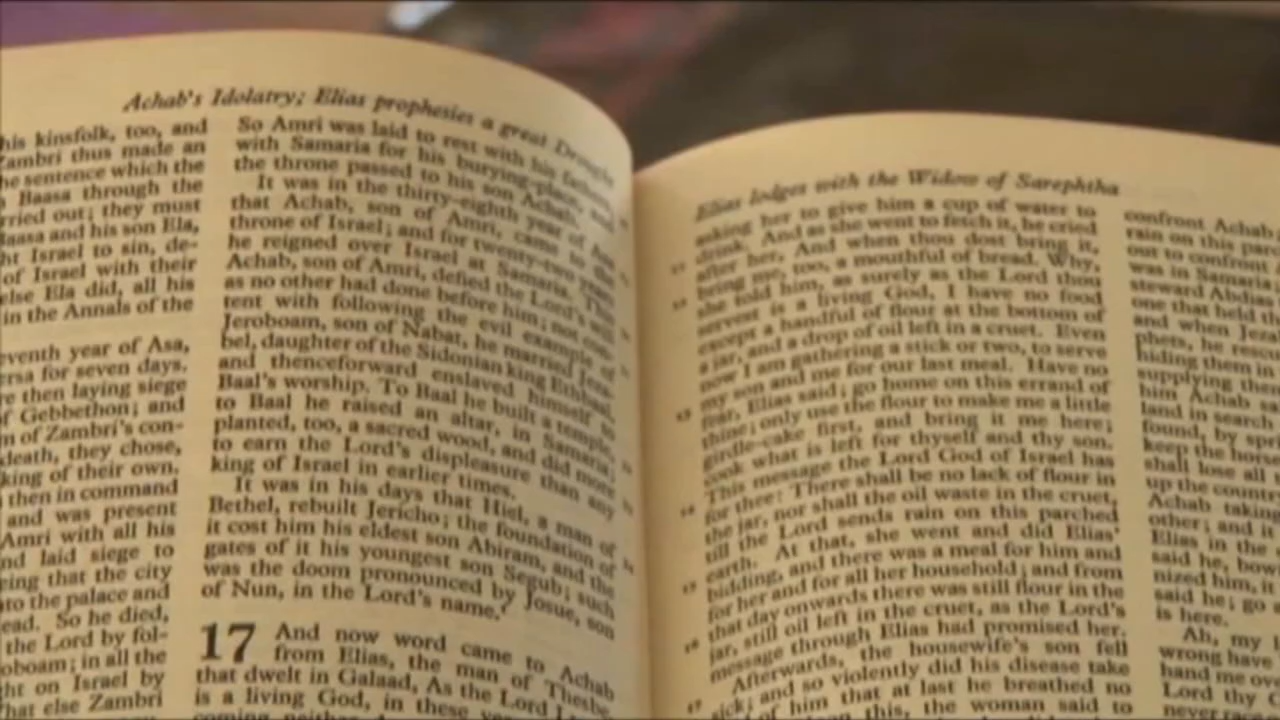 Achab's Idolatry; Elias prophesies a great Drought
his kinsfolk, too, and
Zambri thus made an
he sentence which the
Baasa through the
rried out; they must
aasa and his son Ela,
ht Israel to sin, de-
of Israel with their
else Ela did, all his
in the Annals of the
eventh year of Asa,
rsa for seven days.
e then laying siege
f Gebbethon; and
n of Zambri's con-
death, they chose,
king of their own,
then in command
and was present
Amri with all his
nd laid siege to
eing that the city
to the palace and
ead. So he died,
the Lord by fol-
oboam; in all the
ht on Israel by
hat else Zambri
So Amri was laid to rest with his fathers,
with Samaria for his burying-place, and
the throne passed to his son Achab.
It was in the thirty-eighth year of Asa
that Achab, son of Amri, came to the
throne of Israel; and for twenty-two years
he reigned over Israel at Samaria. This
Achab, son of Amri, defied the Lord's will
as no other had done before him; not con-
tent with following the evil example of
Jeroboam, son of Nabat, he married Jeza-
bel, daughter of the Sidonian king Ethbaal,
and thenceforward enslaved himself to
Baal's worship. To Baal he built a temple,
to Baal he raised an altar, in Samaria;
planted, too, a sacred wood, and did more
to earn the Lord's displeasure than any
king of Israel in earlier times.
It was in his days that Hiel, a man of
Bethel, rebuilt Jericho; the foundation of
it cost him his eldest son Abiram, and the
gates of it his youngest son Segub; such
was the doom pronounced by Josue, son
of Nun, in the Lord's name.
17 And now word came to Achab
from Elias, the man of Thesbe
that dwelt in Galaad, As the Lord
is a living God, in these
coming neither
Elias lodges with the Widow of Sarephtha
asking her to give him a cup of water to
drink. And as she went to fetch it, he cried
after her, And when thou dost bring it,
bring me, too, a mouthful of bread. Why,
she told him, as surely as the Lord thou
servest is a living God, I have no food
except a handful of flour at the bottom of
a jar, and a drop of oil left in a cruet. Even
now I am gathering a stick or two, to serve
my son and me for our last meal. Have no
fear, Elias said; go home on this errand of
thine; only use the flour to make me a little
girdle-cake first, and bring it me here;
cook what is left for thyself and thy son.
This message the Lord God of Israel has
for thee: There shall be no lack of flour in
the jar, nor shall the oil waste in the cruet,
till the Lord sends rain on this parched
earth. At that, she went and did Elias'
bidding, and there was a meal for him and
for her and for all her household; and from
that day onwards there was still flour in the
jar, still oil left in the cruet, as the Lord's
message through Elias had promised her.
Afterwards, the housewife's son fell
sick; and so violently did his disease take
of him that at last he breathed no
this, the woman said to
confront Achab
rain on this parc
out to confront
was in Samaria
steward Abdias
one that held th
and when Jeza
phets, he rescu
hiding them in
supplying thes
him Achab sa
land in search
found, by spr
keep the horse
shall lose all
up the countr
Achab taking
other; and it
Elias in the
said he, bow
nized him, it
said he; go
is here.
Ah, my
wrong have
hand me ove
Lord thy